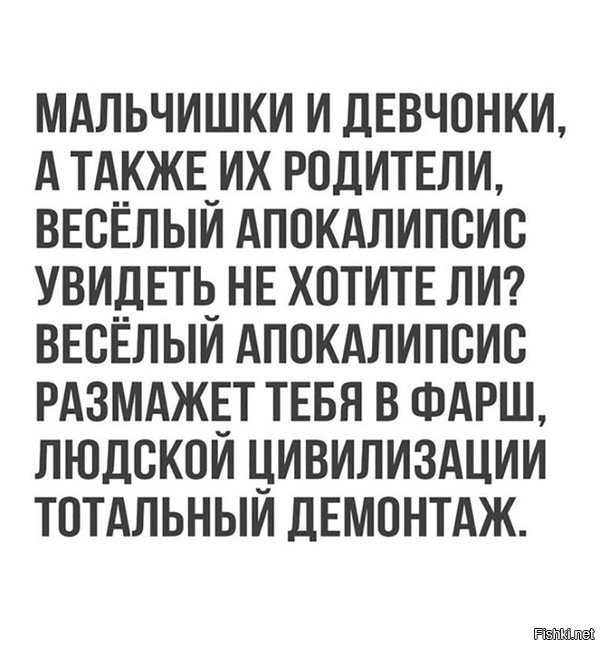 МАЛЬЧИШКИ И ДЕВЧОНКИ,
А ТАКЖЕ ИХ РОДИТЕЛИ,
ВЕСЁЛЫЙ АПОКАЛИПСИС
УВИДЕТЬ НЕ ХОТИТЕ ЛИ?
ВЕСЁЛЫЙ АПОКАЛИПСИС
РАЗМАЖЕТ ТЕБЯ В ФАРШ,
ЛЮДСКОЙ ЦИВИЛИЗАЦИИ
ТОТАЛЬНЫЙ ДЕМОНТАЖ.
Fishki.net